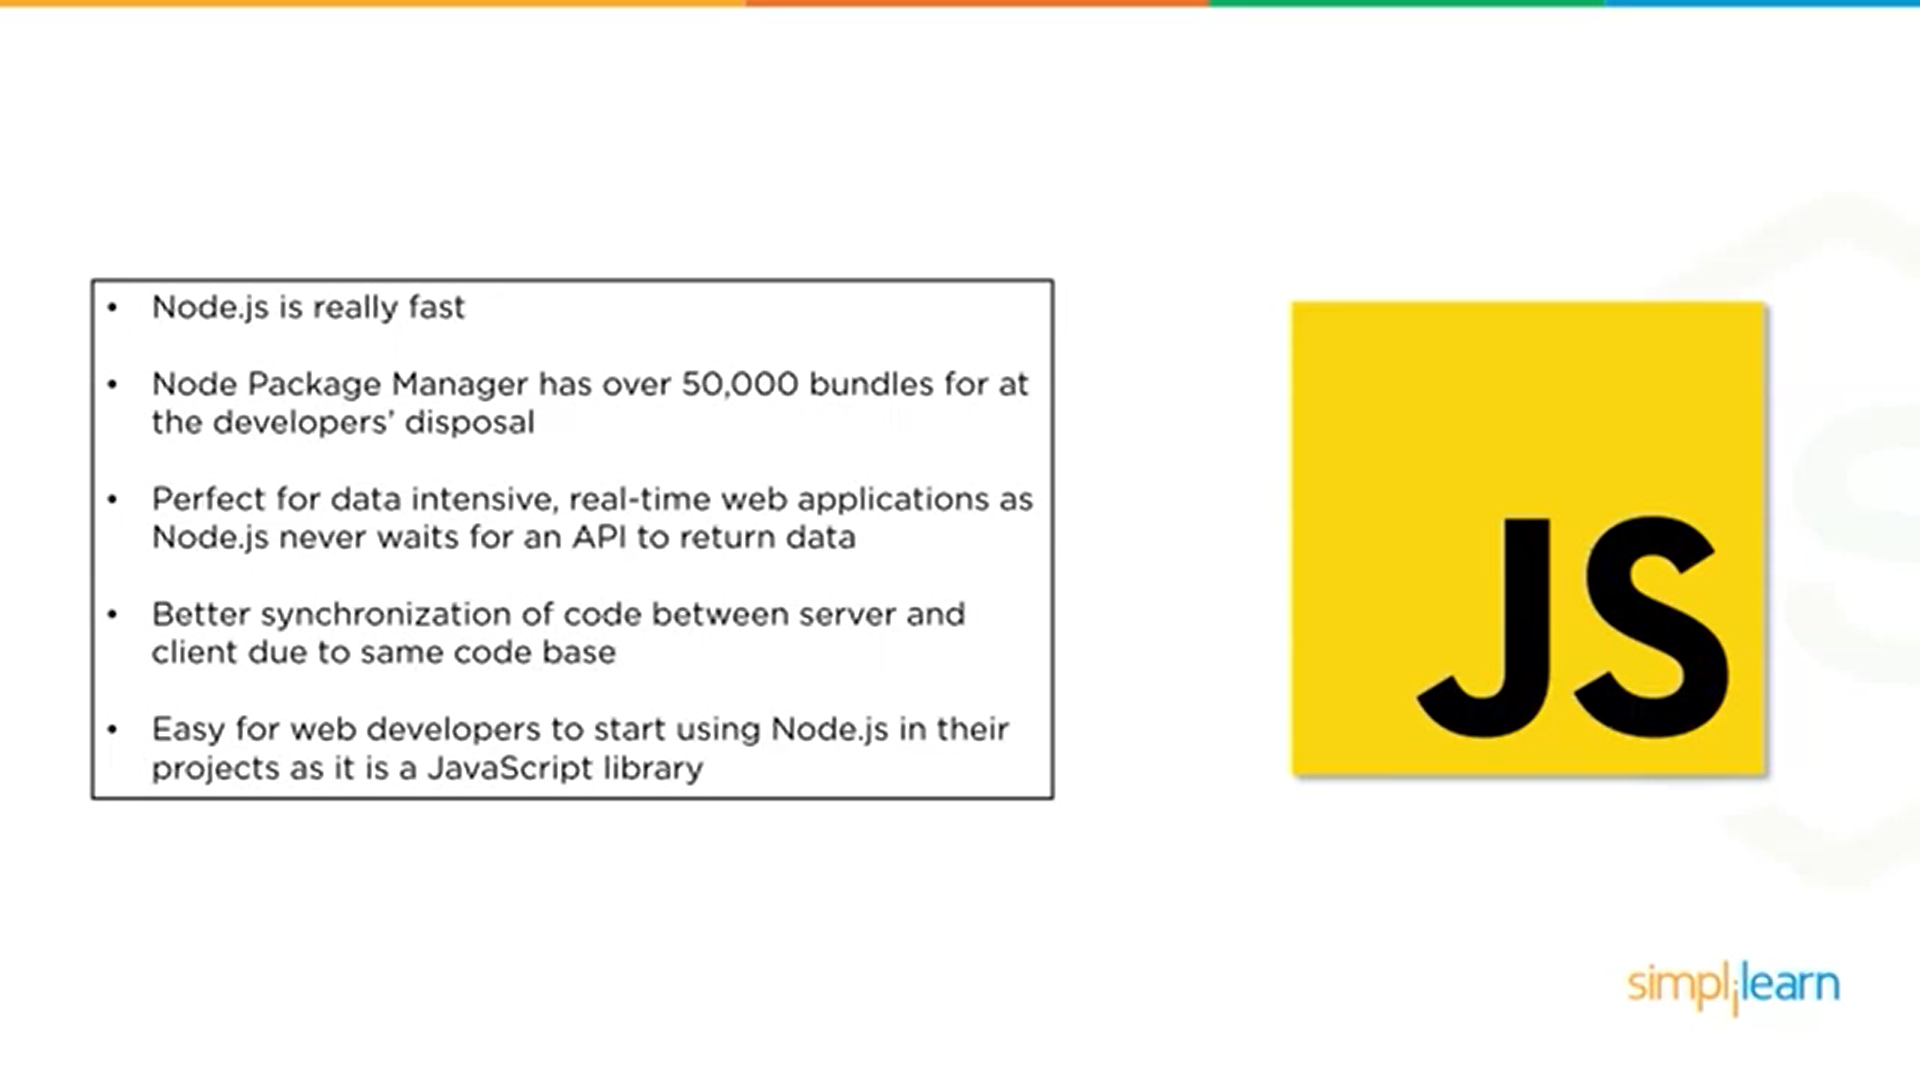 • Node.js is really fast
• Node Package Manager has over 50,000 bundles for at
the developers' disposal
• Perfect for data intensive, real-time web applications as
Node.js never waits for an API to return data
• Better synchronization of code between server and
client due to same code base
• Easy for web developers to start using Node.js in their
projects as it is a JavaScript library
JS
simplilearn